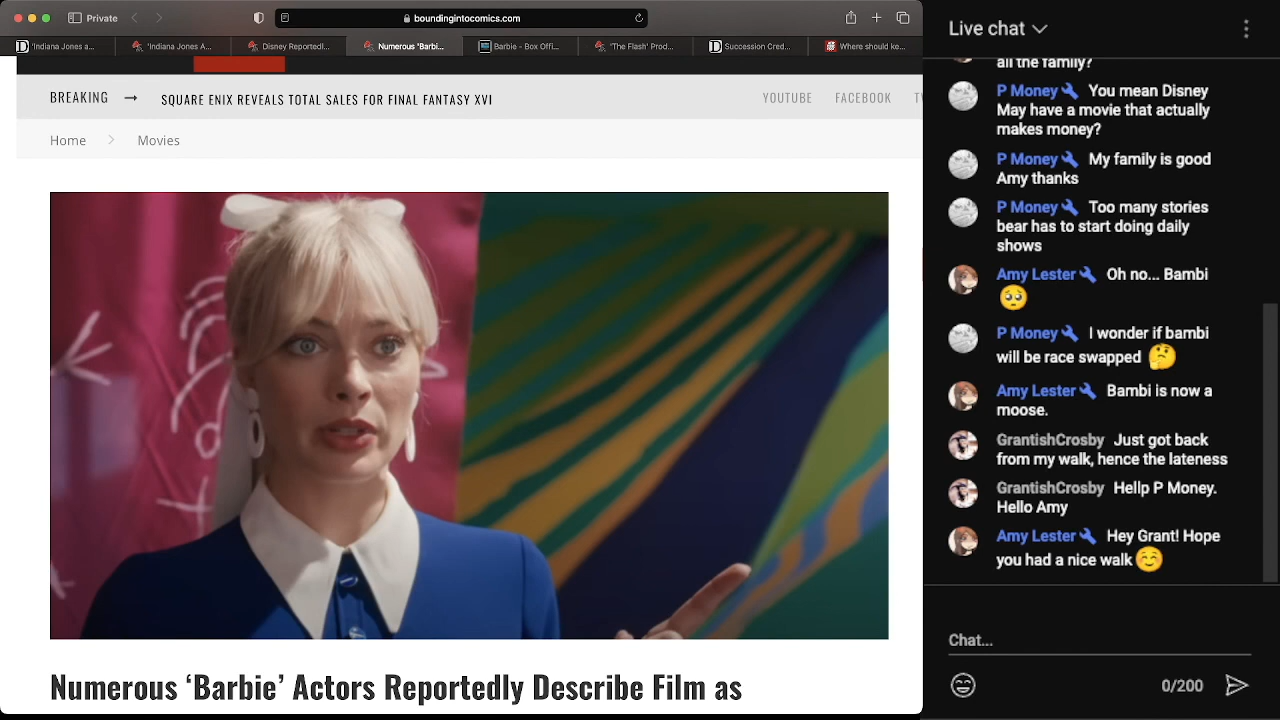 Private
boundingintocomics.com
'Indiana Jones a...
'Indiana Jones A...
Disney Reportedl...
Numerous 'Barbi...
Barbie - Box Offi...
'The Flash' Prod...
Succession Cred...
Where should ke...
BREAKING → SQUARE ENIX REVEALS TOTAL SALES FOR FINAL FANTASY XVI
YOUTUBE FACEBOOK
Home > Movies
Numerous ‘Barbie’ Actors Reportedly Describe Film as
Live chat
all the family?
P Money You mean Disney
May have a movie that actually
makes money?
P Money My family is good
Amy thanks
P Money Too many stories
bear has to start doing daily
shows
Amy Lester Oh no... Bambi
🥺
P Money I wonder if bambi
will be race swapped 🤔
Amy Lester Bambi is now a
moose.
GrantishCrosby Just got back
from my walk, hence the lateness
GrantishCrosby Hellp P Money.
Hello Amy
Amy Lester Hey Grant! Hope
you had a nice walk ☺️
Chat...
0/200